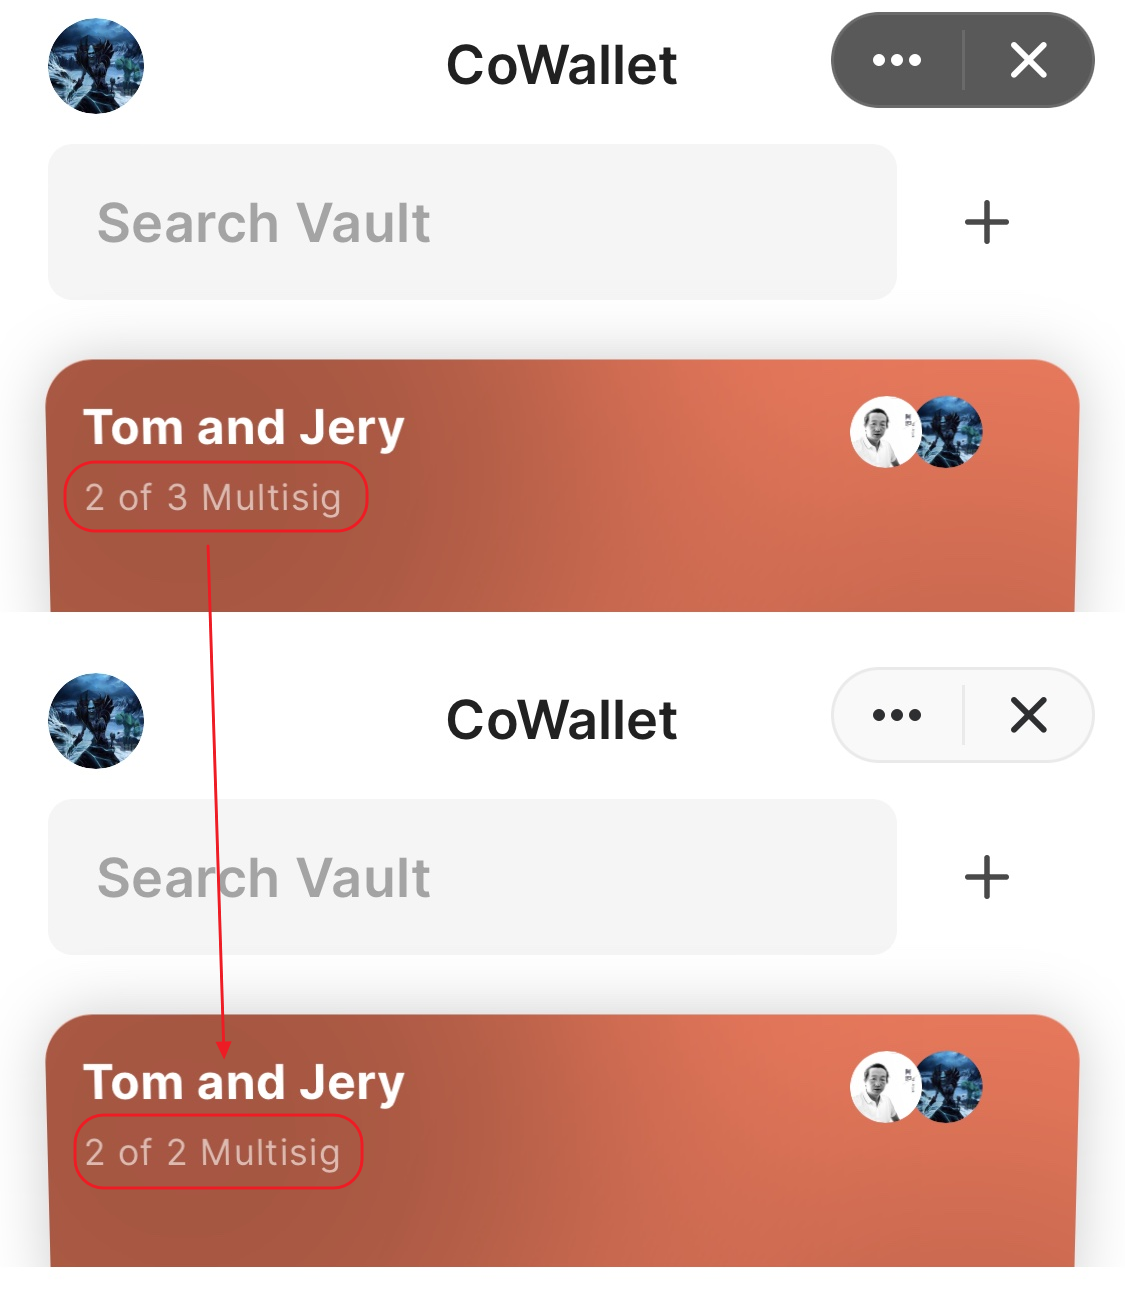 CoWallet
Search Vault
Tom and Jery
2 of 3 Multisig
CoWallet
Search Vault
Tom and Jery
2 of 2 Multisig